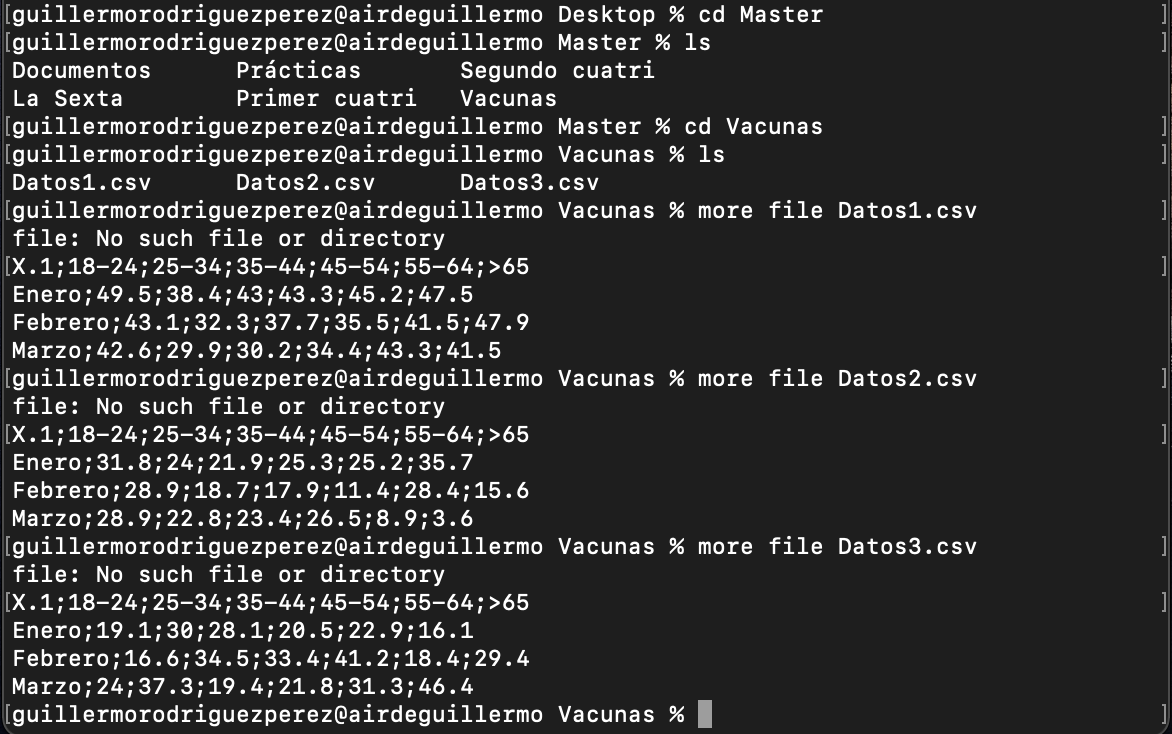 [guillermorodriguezperez@airdeguillermo Desktop % cd Master ]
[guillermorodriguezperez@airdeguillermo Master % ls ]
Documentos Prácticas Segundo cuatri
La Sexta Primer cuatri Vacunas
[guillermorodriguezperez@airdeguillermo Master % cd Vacunas ]
[guillermorodriguezperez@airdeguillermo Vacunas % ls ]
Datos1.csv Datos2.csv Datos3.csv
[guillermorodriguezperez@airdeguillermo Vacunas % more file Datos1.csv ]
file: No such file or directory
[X.1;18-24;25-34;35-44;45-54;55-64;>65 ]
Enero;49.5;38.4;43;43.3;45.2;47.5
Febrero;43.1;32.3;37.7;35.5;41.5;47.9
Marzo;42.6;29.9;30.2;34.4;43.3;41.5
[guillermorodriguezperez@airdeguillermo Vacunas % more file Datos2.csv ]
file: No such file or directory
[X.1;18-24;25-34;35-44;45-54;55-64;>65 ]
Enero;31.8;24;21.9;25.3;25.2;35.7
Febrero;28.9;18.7;17.9;11.4;28.4;15.6
Marzo;28.9;22.8;23.4;26.5;8.9;3.6
[guillermorodriguezperez@airdeguillermo Vacunas % more file Datos3.csv ]
file: No such file or directory
[X.1;18-24;25-34;35-44;45-54;55-64;>65 ]
Enero;19.1;30;28.1;20.5;22.9;16.1
Febrero;16.6;34.5;33.4;41.2;18.4;29.4
Marzo;24;37.3;19.4;21.8;31.3;46.4
[guillermorodriguezperez@airdeguillermo Vacunas % ]